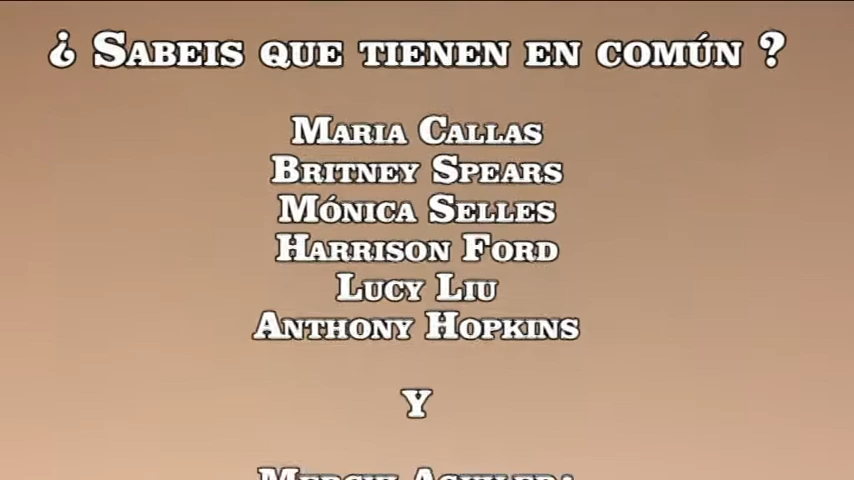 ¿ Sabeis que tienen en común ?
Maria Callas
Britney Spears
Mónica Selles
Harrison Ford
Lucy Liu
Anthony Hopkins
Y